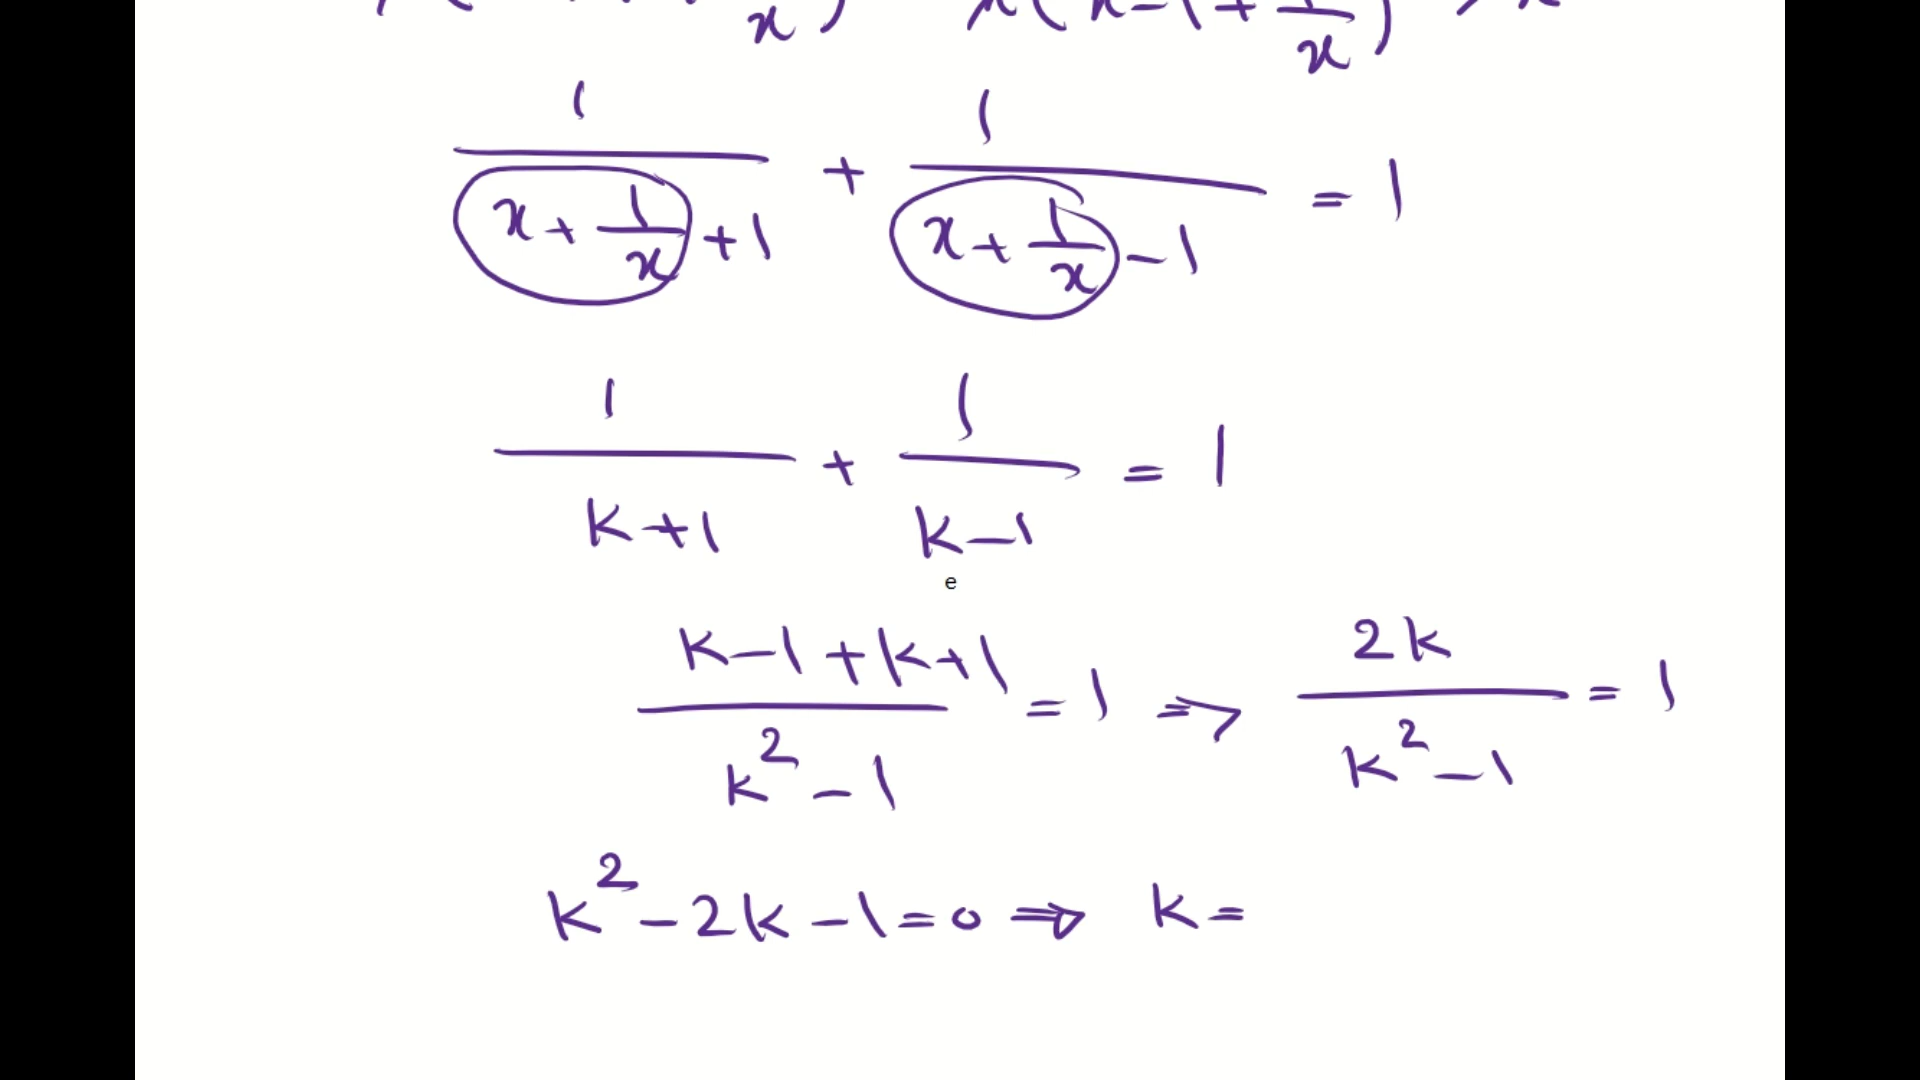 1/(x + 1/x + 1) + 1/(x + 1/x - 1) = 1
1/(k+1) + 1/(k-1) = 1
e
(k-1+k+1)/(k² - 1) = 1 ⇒ 2k/(k² - 1) = 1
k² - 2k - 1 = 0 ⇒ k =